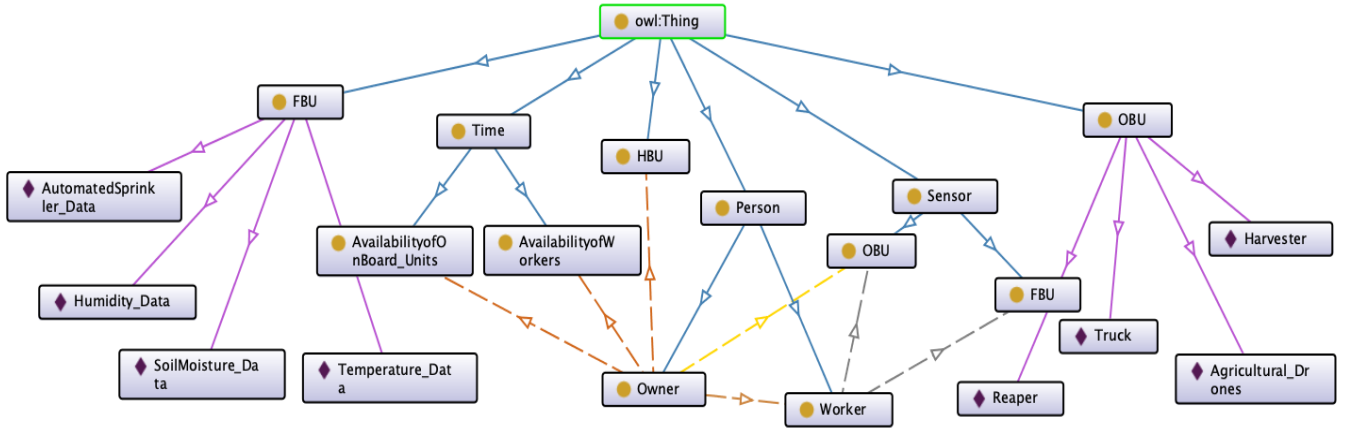 owl:Thing
FBU
Time
HBU
Person
Sensor
OBU
AutomatedSprink
ler_Data
AvailabilityofO
nBoard_Units
AvailabilityofW
orkers
OBU
Harvester
Humidity_Data
FBU
Truck
SoilMoisture_Da
ta
Temperature_Dat
a
Owner
Worker
Reaper
Agricultural_Dr
ones